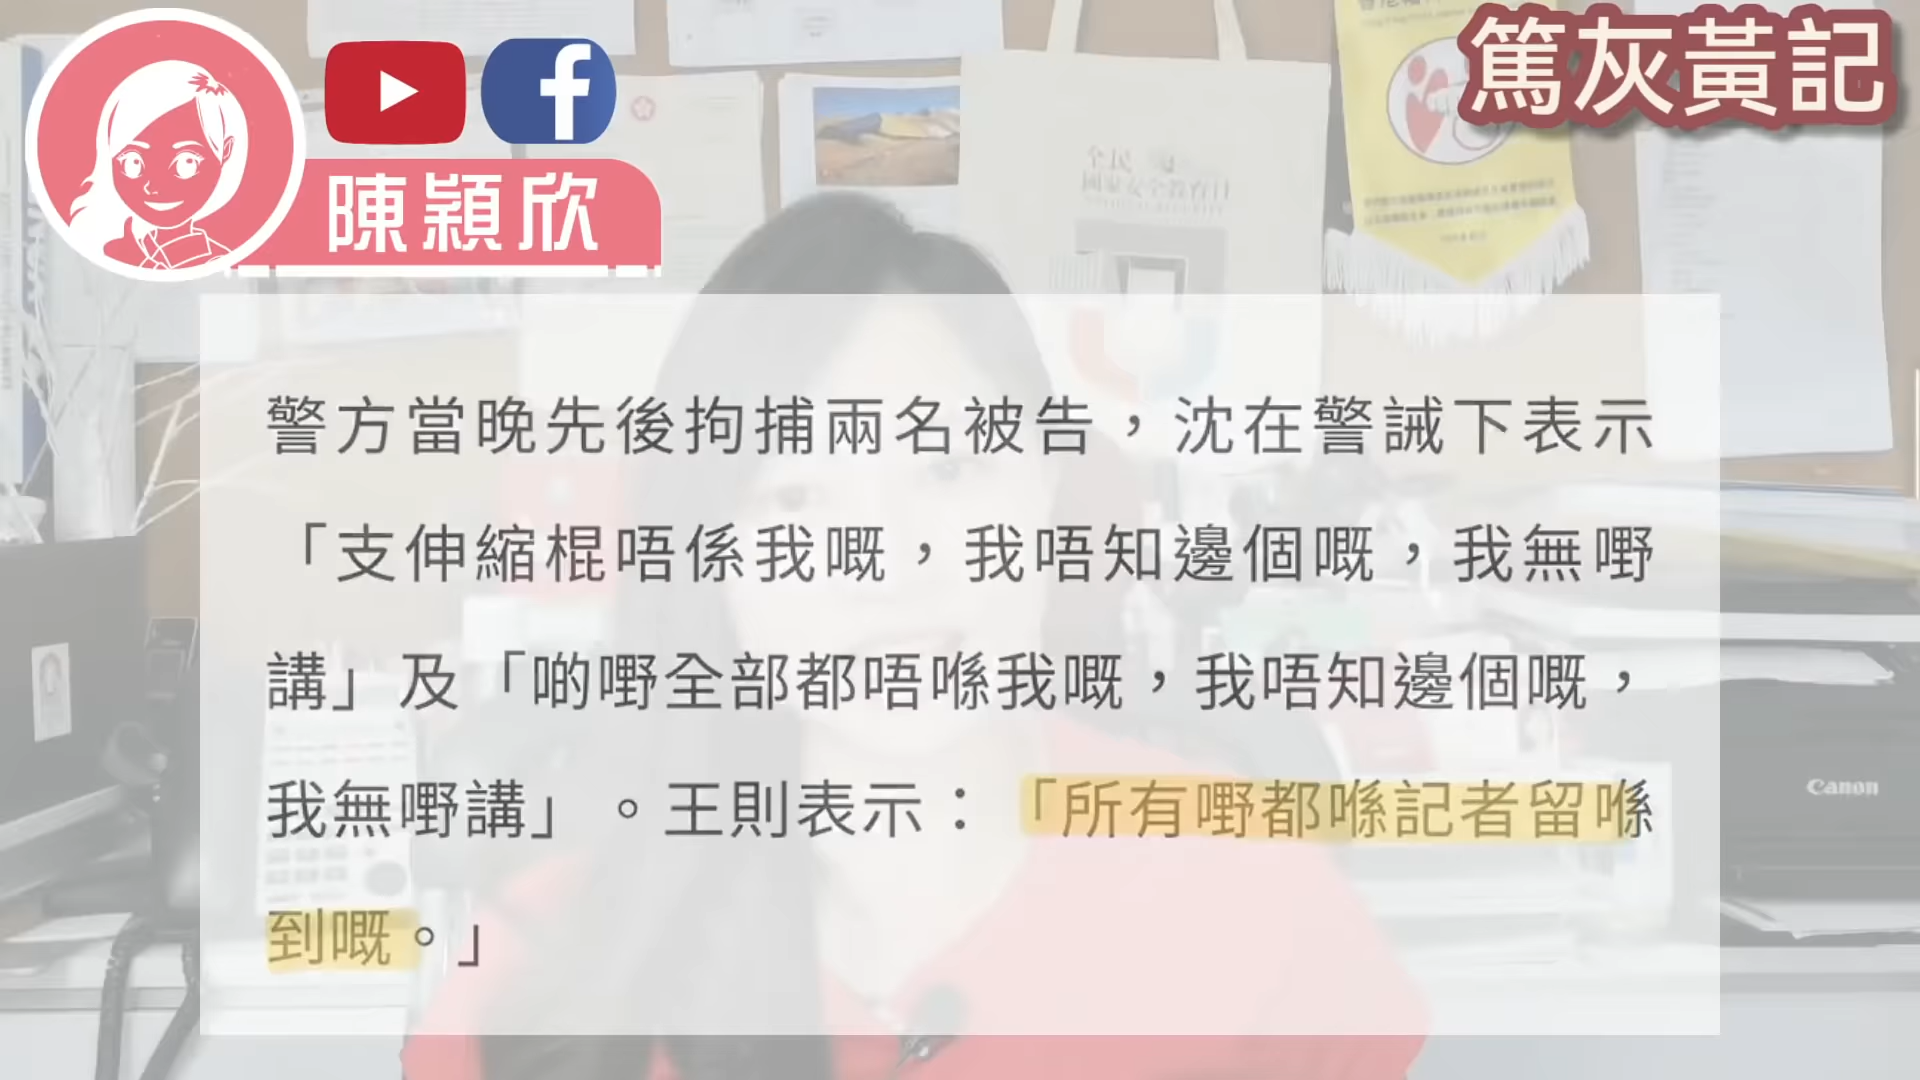 篤灰黃記
陳穎欣
警方當晚先後拘捕兩名被告，沈在警誡下表示
「支伸縮棍唔係我嘅，我唔知邊個嘅，我無嘢
講」及「啲嘢全部都唔喺我嘅，我唔知邊個嘅，
我無嘢講」。王則表示：「所有嘢都喺記者留喺
到嘅。」
Canon